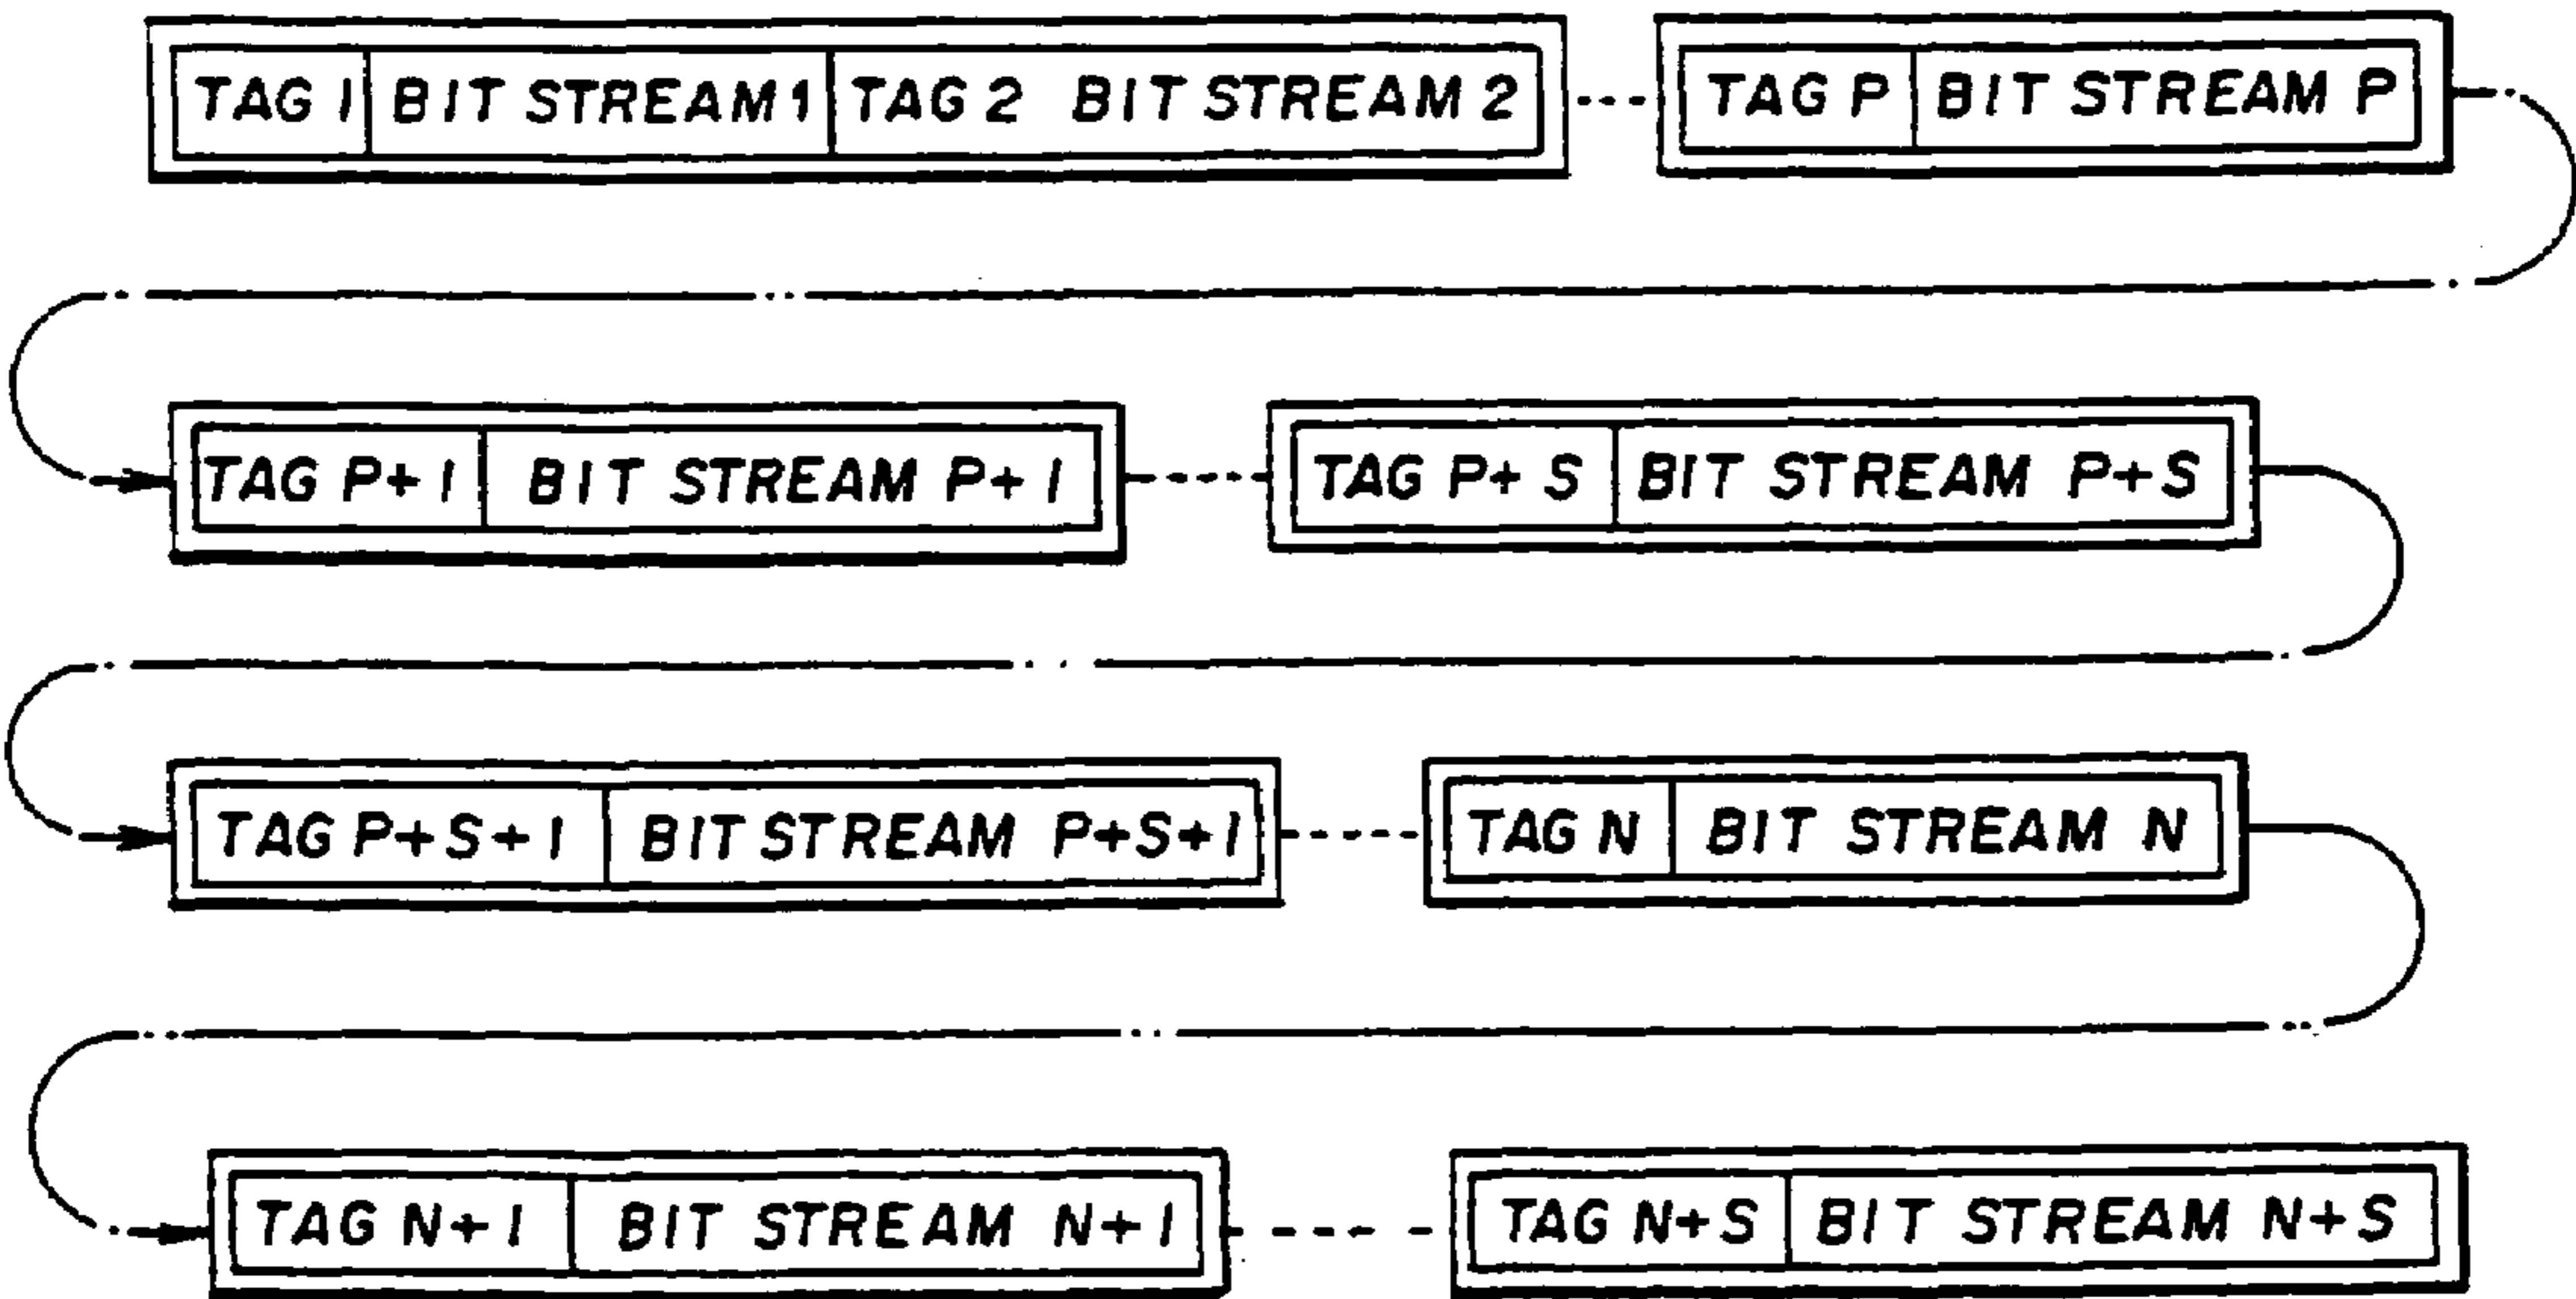 TAG 1 BIT STREAM 1 TAG 2 BIT STREAM 2 TAG P BIT STREAM P
TAG P+1 BIT STREAM P+1 TAG P+S BIT STREAM P+S
TAG P+S+1 BIT STREAM P+S+1 TAG N BIT STREAM N
TAG N+1 BIT STREAM N+1 TAG N+S BIT STREAM N+S